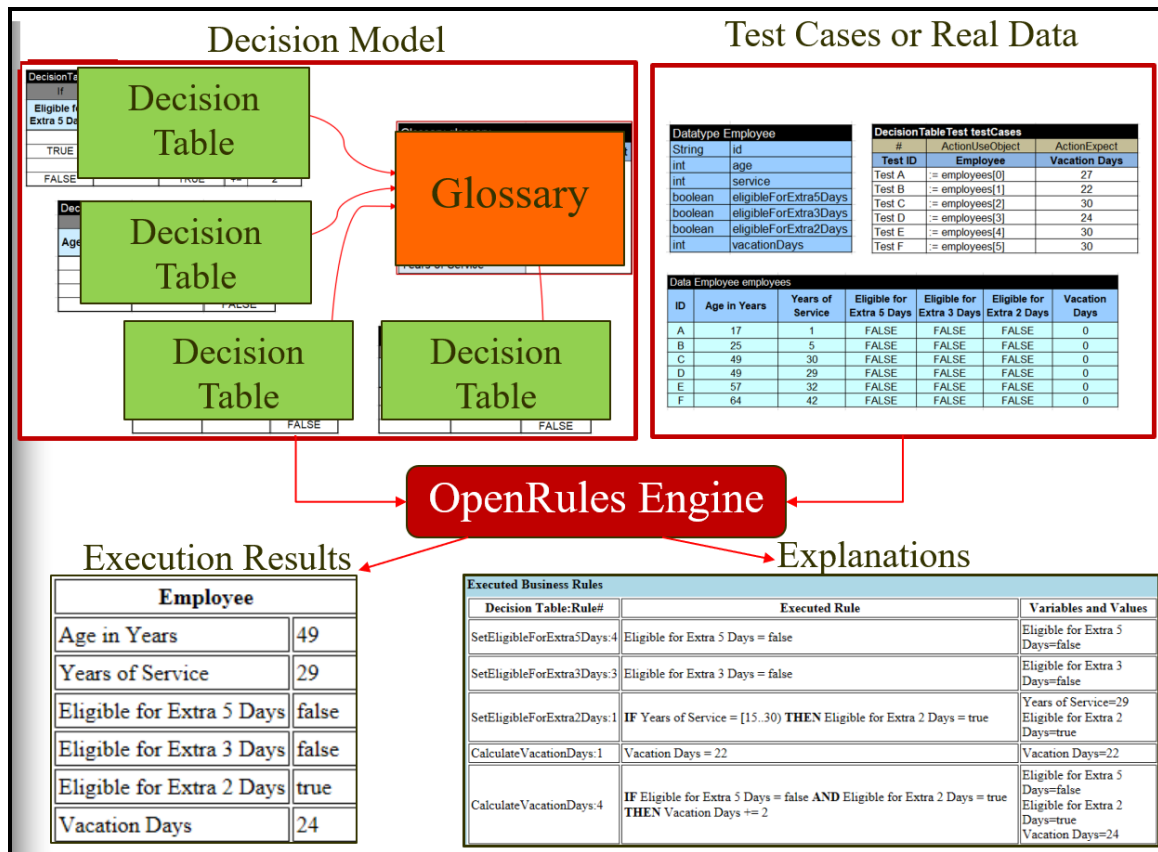 Decision Model
Test Cases or Real Data
DecisionTa
If
Eligible fo
Extra 5 Da
TRUE
FALSE TRUE += 2
Decision
Table
Dec
Age
FALSE
Decision
Table
Decision
Table
FALSE
Decision
Table
FALSE
Glossary glossary
Glossary
Years of Service
Datatype Employee
String id
int age
int service
boolean eligibleForExtra5Days
boolean eligibleForExtra3Days
boolean eligibleForExtra2Days
int vacationDays
DecisionTableTest testCases
# ActionUseObject ActionExpect
Test ID Employee Vacation Days
Test A := employees[0] 27
Test B := employees[1] 22
Test C := employees[2] 30
Test D := employees[3] 24
Test E := employees[4] 30
Test F := employees[5] 30
Data Employee employees
ID Age in Years Years of Service Eligible for Extra 5 Days Eligible for Extra 3 Days Eligible for Extra 2 Days Vacation Days
A 17 1 FALSE FALSE FALSE 0
B 25 5 FALSE FALSE FALSE 0
C 49 30 FALSE FALSE FALSE 0
D 49 29 FALSE FALSE FALSE 0
E 57 32 FALSE FALSE FALSE 0
F 64 42 FALSE FALSE FALSE 0
OpenRules Engine
Execution Results
Employee
Age in Years 49
Years of Service 29
Eligible for Extra 5 Days false
Eligible for Extra 3 Days false
Eligible for Extra 2 Days true
Vacation Days 24
Explanations
Executed Business Rules
Decision Table:Rule# Executed Rule Variables and Values
SetEligibleForExtra5Days:4 Eligible for Extra 5 Days = false Eligible for Extra 5
Days=false
SetEligibleForExtra3Days:3 Eligible for Extra 3 Days = false Eligible for Extra 3
Days=false
SetEligibleForExtra2Days:1 IF Years of Service = [15..30) THEN Eligible for Extra 2 Days = true Years of Service=29
Eligible for Extra 2
Days=true
CalculateVacationDays:1 Vacation Days = 22 Vacation Days=22
CalculateVacationDays:4 IF Eligible for Extra 5 Days = false AND Eligible for Extra 2 Days = true
THEN Vacation Days += 2
Eligible for Extra 5
Days=false
Eligible for Extra 2
Days=true
Vacation Days=24